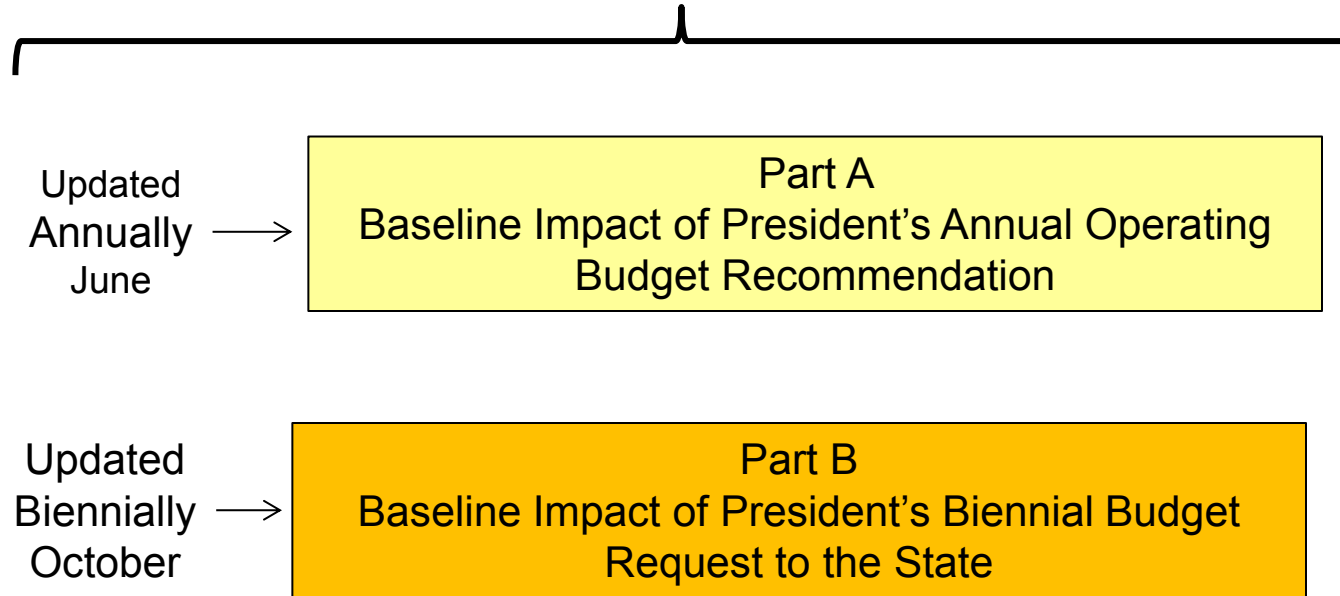 Updated
Annually
June
Part A
Baseline Impact of President’s Annual Operating
Budget Recommendation
Updated
Biennially
October
Part B
Baseline Impact of President’s Biennial Budget
Request to the State